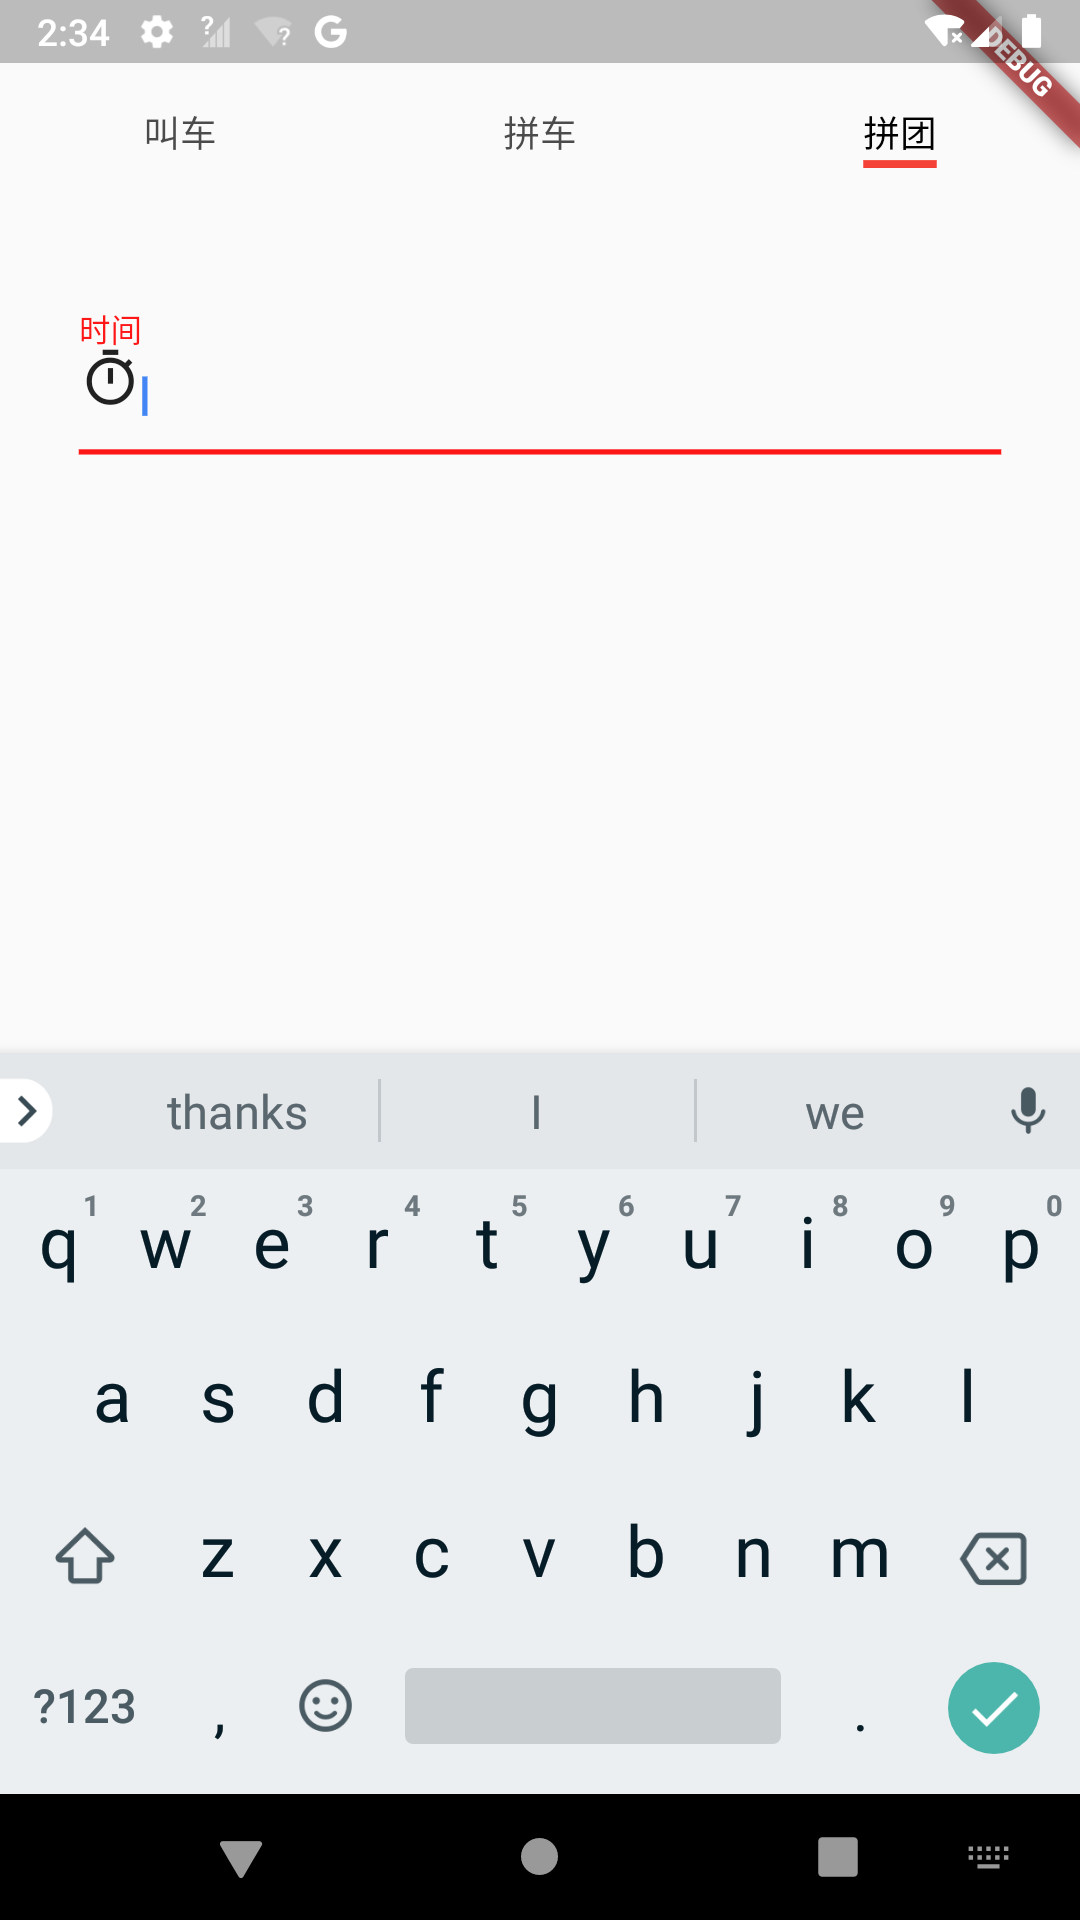 2:34
DEBUG
叫车 拼车 拼团
时间
thanks I we
1 2 3 4 5 6 7 8 9 0
q w e r t y u i o p
a s d f g h j k l
z x c v b n m
?123 , .